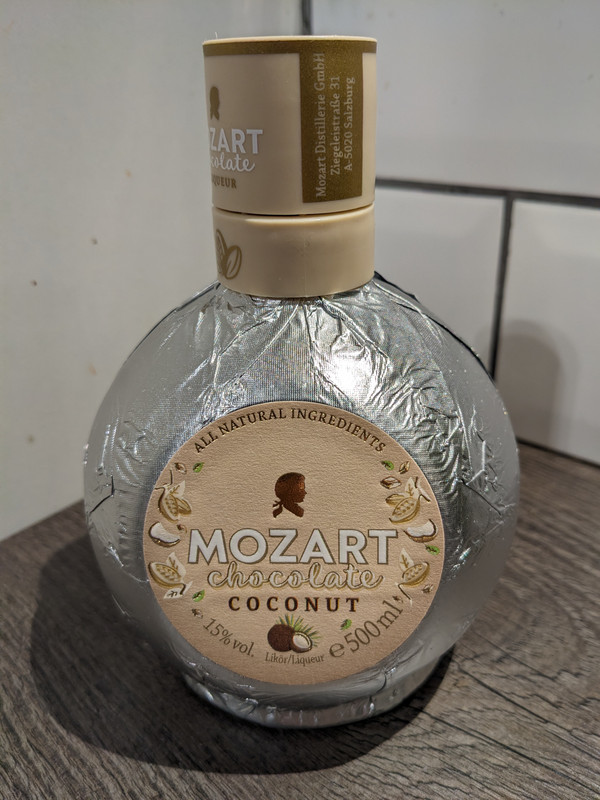 MOZART
chocolate
LIQUEUR
Mozart Distillerie GmbH
Ziegeleistraße 31
A-5020 Salzburg
ALL NATURAL INGREDIENTS
MOZART
chocolate
COCONUT
15% vol.
Likör/Liqueur
e 500 ml